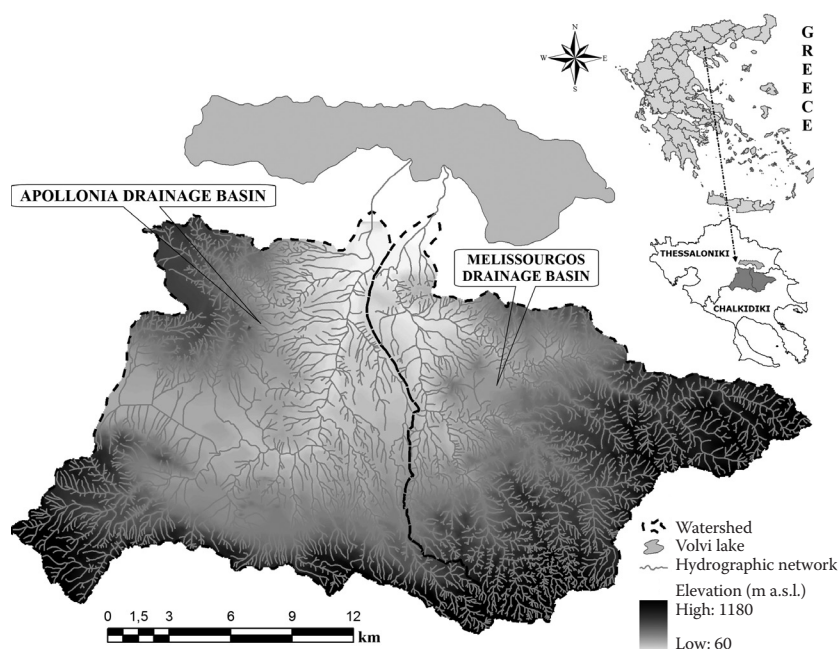 N
W E
S
G
R
E
E
C
E
APOLLONIA DRAINAGE BASIN
MELISSOURGOS
DRAINAGE BASIN
THESSALONIKI
CHALKIDIKI
Watershed
Volvi lake
Hydrographic network
Elevation (m a.s.l.)
High: 1180
Low: 60
0 1,5 3 6 9 12
km